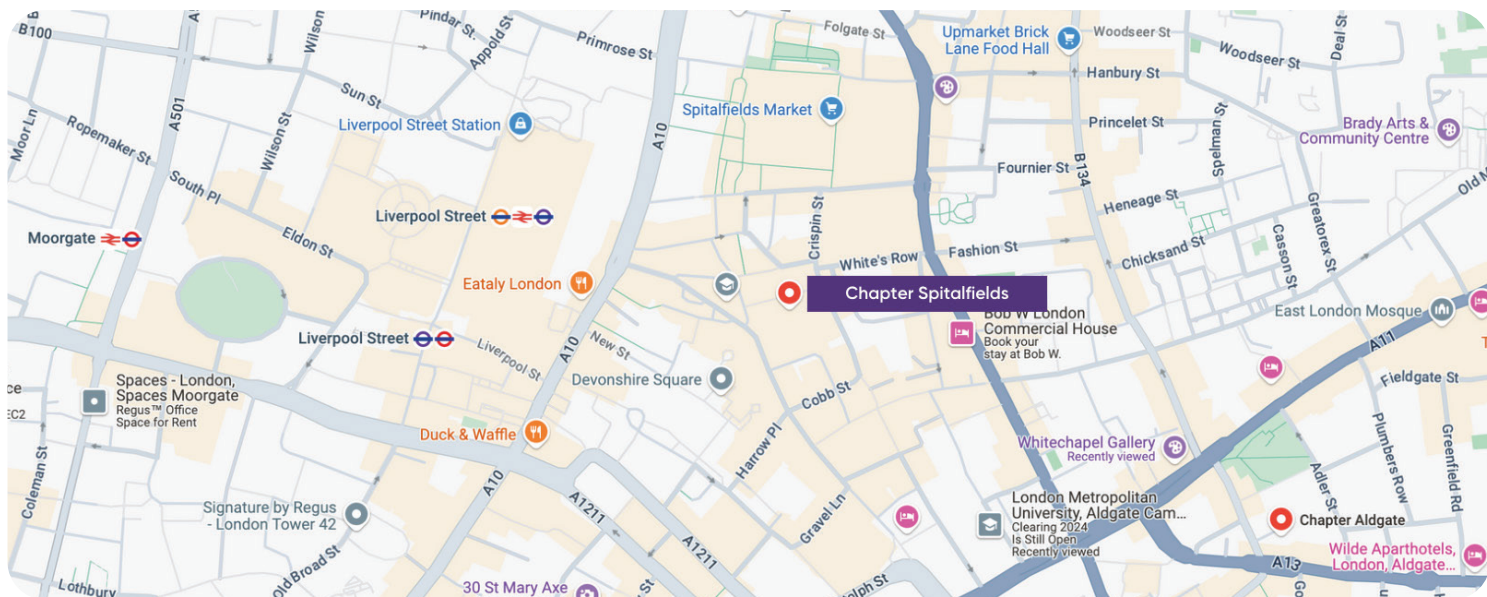 B100
A501
Wilson
Pindar St.
Appold St
Primrose St
A10
Folgate St
Upmarket Brick
Lane Food Hall
Woodseer St
Woodseer St
Deal St
Hanbury St
Sun St
Moor Ln
Ropemaker St
Wilson St
Liverpool Street Station
Spitalfields Market
Princelet St
Spelman St
Brady Arts &
Community Centre
Fournier St
B134
South Pl
Eldon St
Liverpool Street
Moorgate
Crispin St
Heneage St
Greatorex St
Old M
Casson St
Chicksand St
White's Row
Fashion St
Eataly London
Chapter Spitalfields
Bob W London
Commercial House
Book your
stay at Bob W.
East London Mosque
A11
Liverpool Street
Liverpool St
A10
New St
Devonshire Square
Cobb St
Fieldgate St
ce
EC2
Spaces - London,
Spaces Moorgate
Regus™ Office
Space for Rent
Coleman St
Duck & Waffle
Harrow Pl
Whitechapel Gallery
Recently viewed
Plumbers Row
Greenfield Rd
Adler St
A10
A1211
A1211
Gravel Ln
Signature by Regus
- London Tower 42
Old Broad St
London Metropolitan
University, Aldgate Cam...
Clearing 2024
Is Still Open
Recently viewed
Chapter Aldgate
Wilde Aparthotels,
London, Aldgate...
A13
Lothbury
30 St Mary Axe
olph St